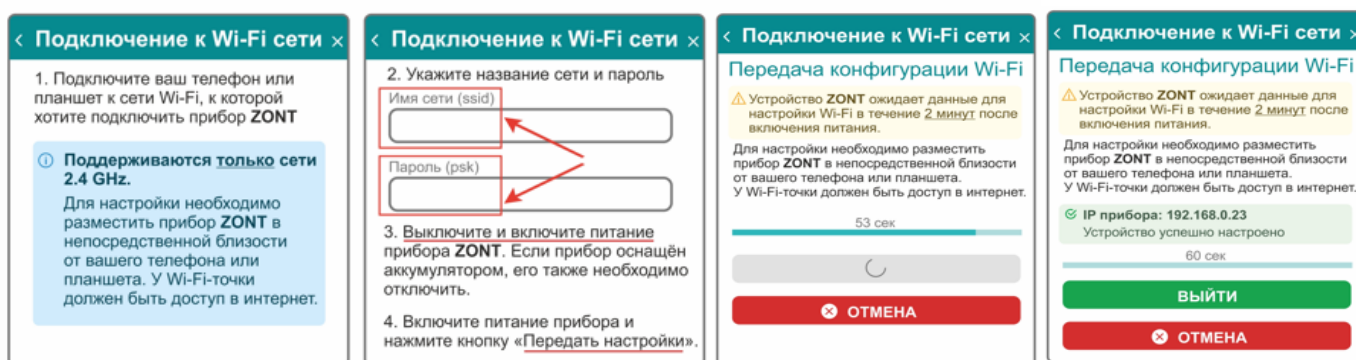 < Подключение к Wi-Fi сети ×
1. Подключите ваш телефон или
планшет к сети Wi-Fi, к которой
хотите подключить прибор ZONT
Поддерживаются только сети
2.4 GHz.
Для настройки необходимо
разместить прибор ZONT в
непосредственной близости
от вашего телефона или
планшета. У Wi-Fi-точки
должен быть доступ в интернет.
< Подключение к Wi-Fi сети ×
2. Укажите название сети и пароль
Имя сети (ssid)
Пароль (psk)
3. Выключите и включите питание
прибора ZONT. Если прибор оснащён
аккумулятором, его также необходимо
отключить.
4. Включите питание прибора и
нажмите кнопку «Передать настройки».
< Подключение к Wi-Fi сети ×
Передача конфигурации Wi-Fi
Устройство ZONT ожидает данные для
настройки Wi-Fi в течение 2 минут после
включения питания.
Для настройки необходимо разместить
прибор ZONT в непосредственной близости
от вашего телефона или планшета.
У Wi-Fi-точки должен быть доступ в интернет.
53 сек
ОТМЕНА
< Подключение к Wi-Fi сети ×
Передача конфигурации Wi-Fi
Устройство ZONT ожидает данные для
настройки Wi-Fi в течение 2 минут после
включения питания.
Для настройки необходимо разместить
прибор ZONT в непосредственной близости
от вашего телефона или планшета.
У Wi-Fi-точки должен быть доступ в интернет.
IP прибора: 192.168.0.23
Устройство успешно настроено
60 сек
ВЫЙТИ
ОТМЕНА